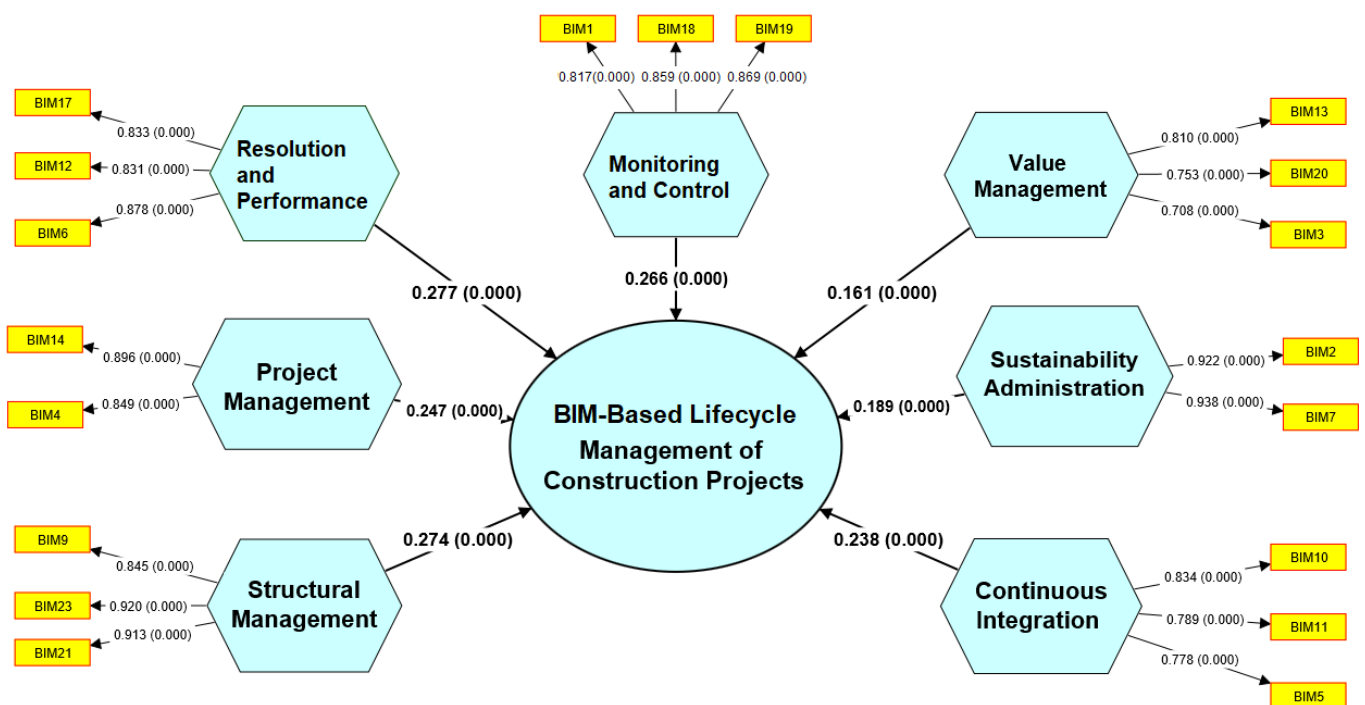 BIM1
BIM18
BIM19
0.817(0.000)
0.859 (0.000)
0.869 (0.000)
BIM17
BIM12
BIM6
0.833 (0.000)
0.831 (0.000)
0.878 (0.000)
Resolution
and
Performance
Monitoring
and Control
Value
Management
0.810 (0.000)
0.753 (0.000)
0.708 (0.000)
BIM13
BIM20
BIM3
0.277 (0.000)
0.266 (0.000)
0.161 (0.000)
BIM14
BIM4
0.896 (0.000)
0.849 (0.000)
Project
Management
0.247 (0.000)
BIM-Based Lifecycle
Management of
Construction Projects
0.189 (0.000)
Sustainability
Administration
0.922 (0.000)
0.938 (0.000)
BIM2
BIM7
BIM9
BIM23
BIM21
0.845 (0.000)
0.920 (0.000)
0.913 (0.000)
Structural
Management
0.274 (0.000)
0.238 (0.000)
Continuous
Integration
0.834 (0.000)
0.789 (0.000)
0.778 (0.000)
BIM10
BIM11
BIM5